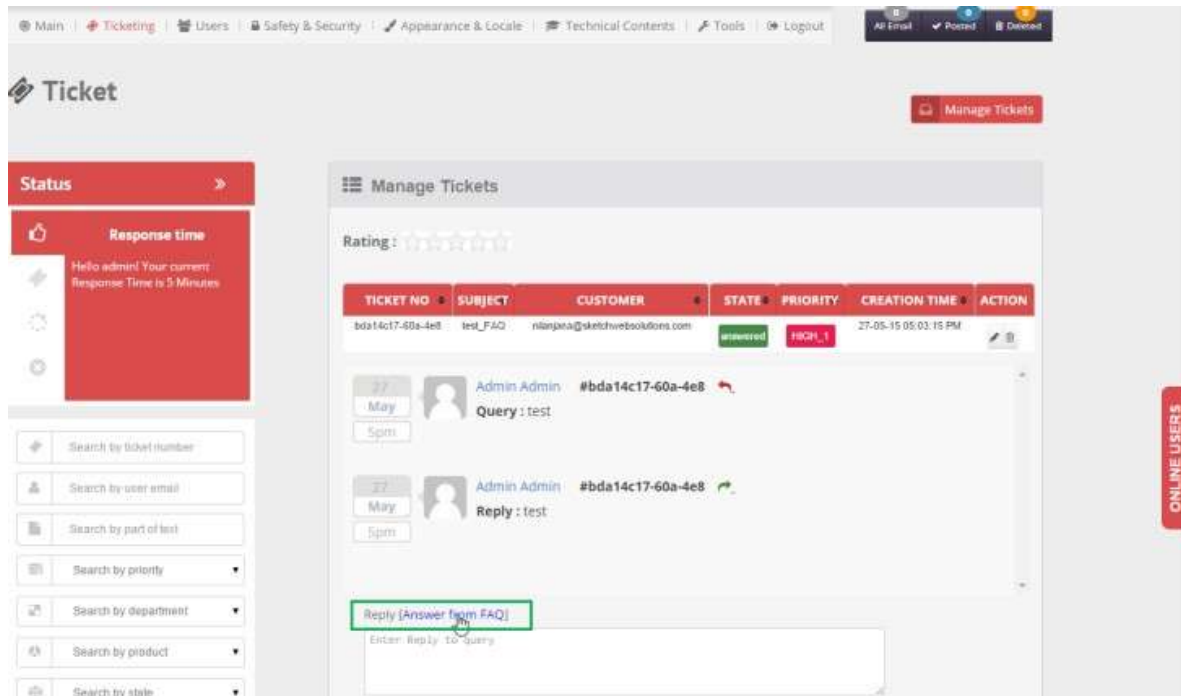 Main Ticketing Users Safety & Security Appearance & Locale Technical Contents Tools Logout
0 0 0
All Email Posted Deleted
Ticket
Manage Tickets
Status
Response time
Hello admin! Your current
Response Time is 5 Minutes
Search by ticket number
Search by user email
Search by part of text
Search by priority
Search by department
Search by product
Search by state
Manage Tickets
Rating :
TICKET NO SUBJECT CUSTOMER STATE PRIORITY CREATION TIME ACTION
bda14c17-60a-4e8 test_FAQ nilanjana@sketchwebsolutions.com answered HIGH_1 27-05-15 05:03:15 PM
27
May
5pm
Admin Admin #bda14c17-60a-4e8
Query : test
27
May
5pm
Admin Admin #bda14c17-60a-4e8
Reply : test
Reply [Answer from FAQ]
Enter Reply to query
ONLINE USERS